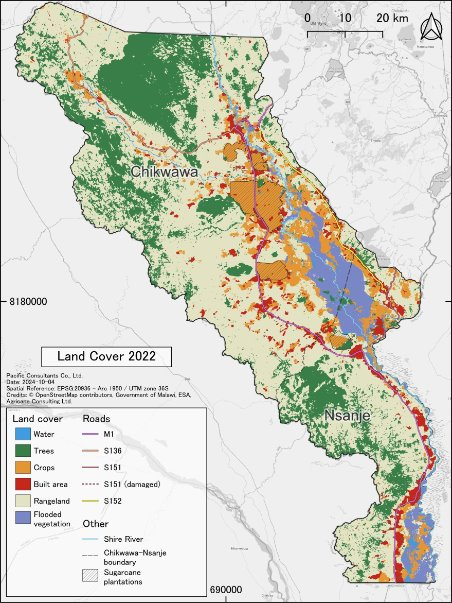 0 10 20 km
Chikwawa
8180000
Land Cover 2022
Pacific Consultants Co., Ltd.
Date: 2024-10-04
Spatial Reference: EPSG:20936 - Arc 1950 / UTM zone 36S
Credits: © OpenStreetMap contributors, Government of Malawi, ESA,
Agricane Consulting Ltd.
Nsanje
Land cover
Water
Trees
Crops
Built area
Rangeland
Flooded
vegetation
Roads
M1
S136
S151
S151 (damaged)
S152
Other
Shire River
Chikwawa-Nsanje
boundary
Sugarcane
plantations
690000